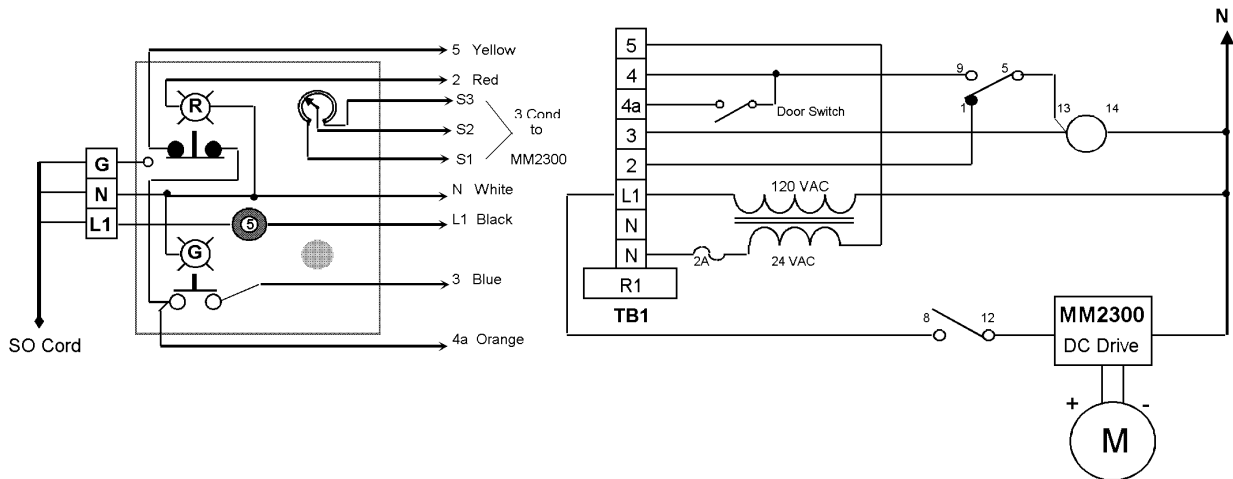 5 Yellow
2 Red
R
S3
S2
S1
3 Cond
to
MM2300
G
N
L1
N White
5
L1 Black
G
3 Blue
4a Orange
SO Cord
N
5
4
4a
3
2
L1
N
N
R1
TB1
Door Switch
9
5
1
13
14
120 VAC
2A
24 VAC
8
12
MM2300
DC Drive
+
-
M